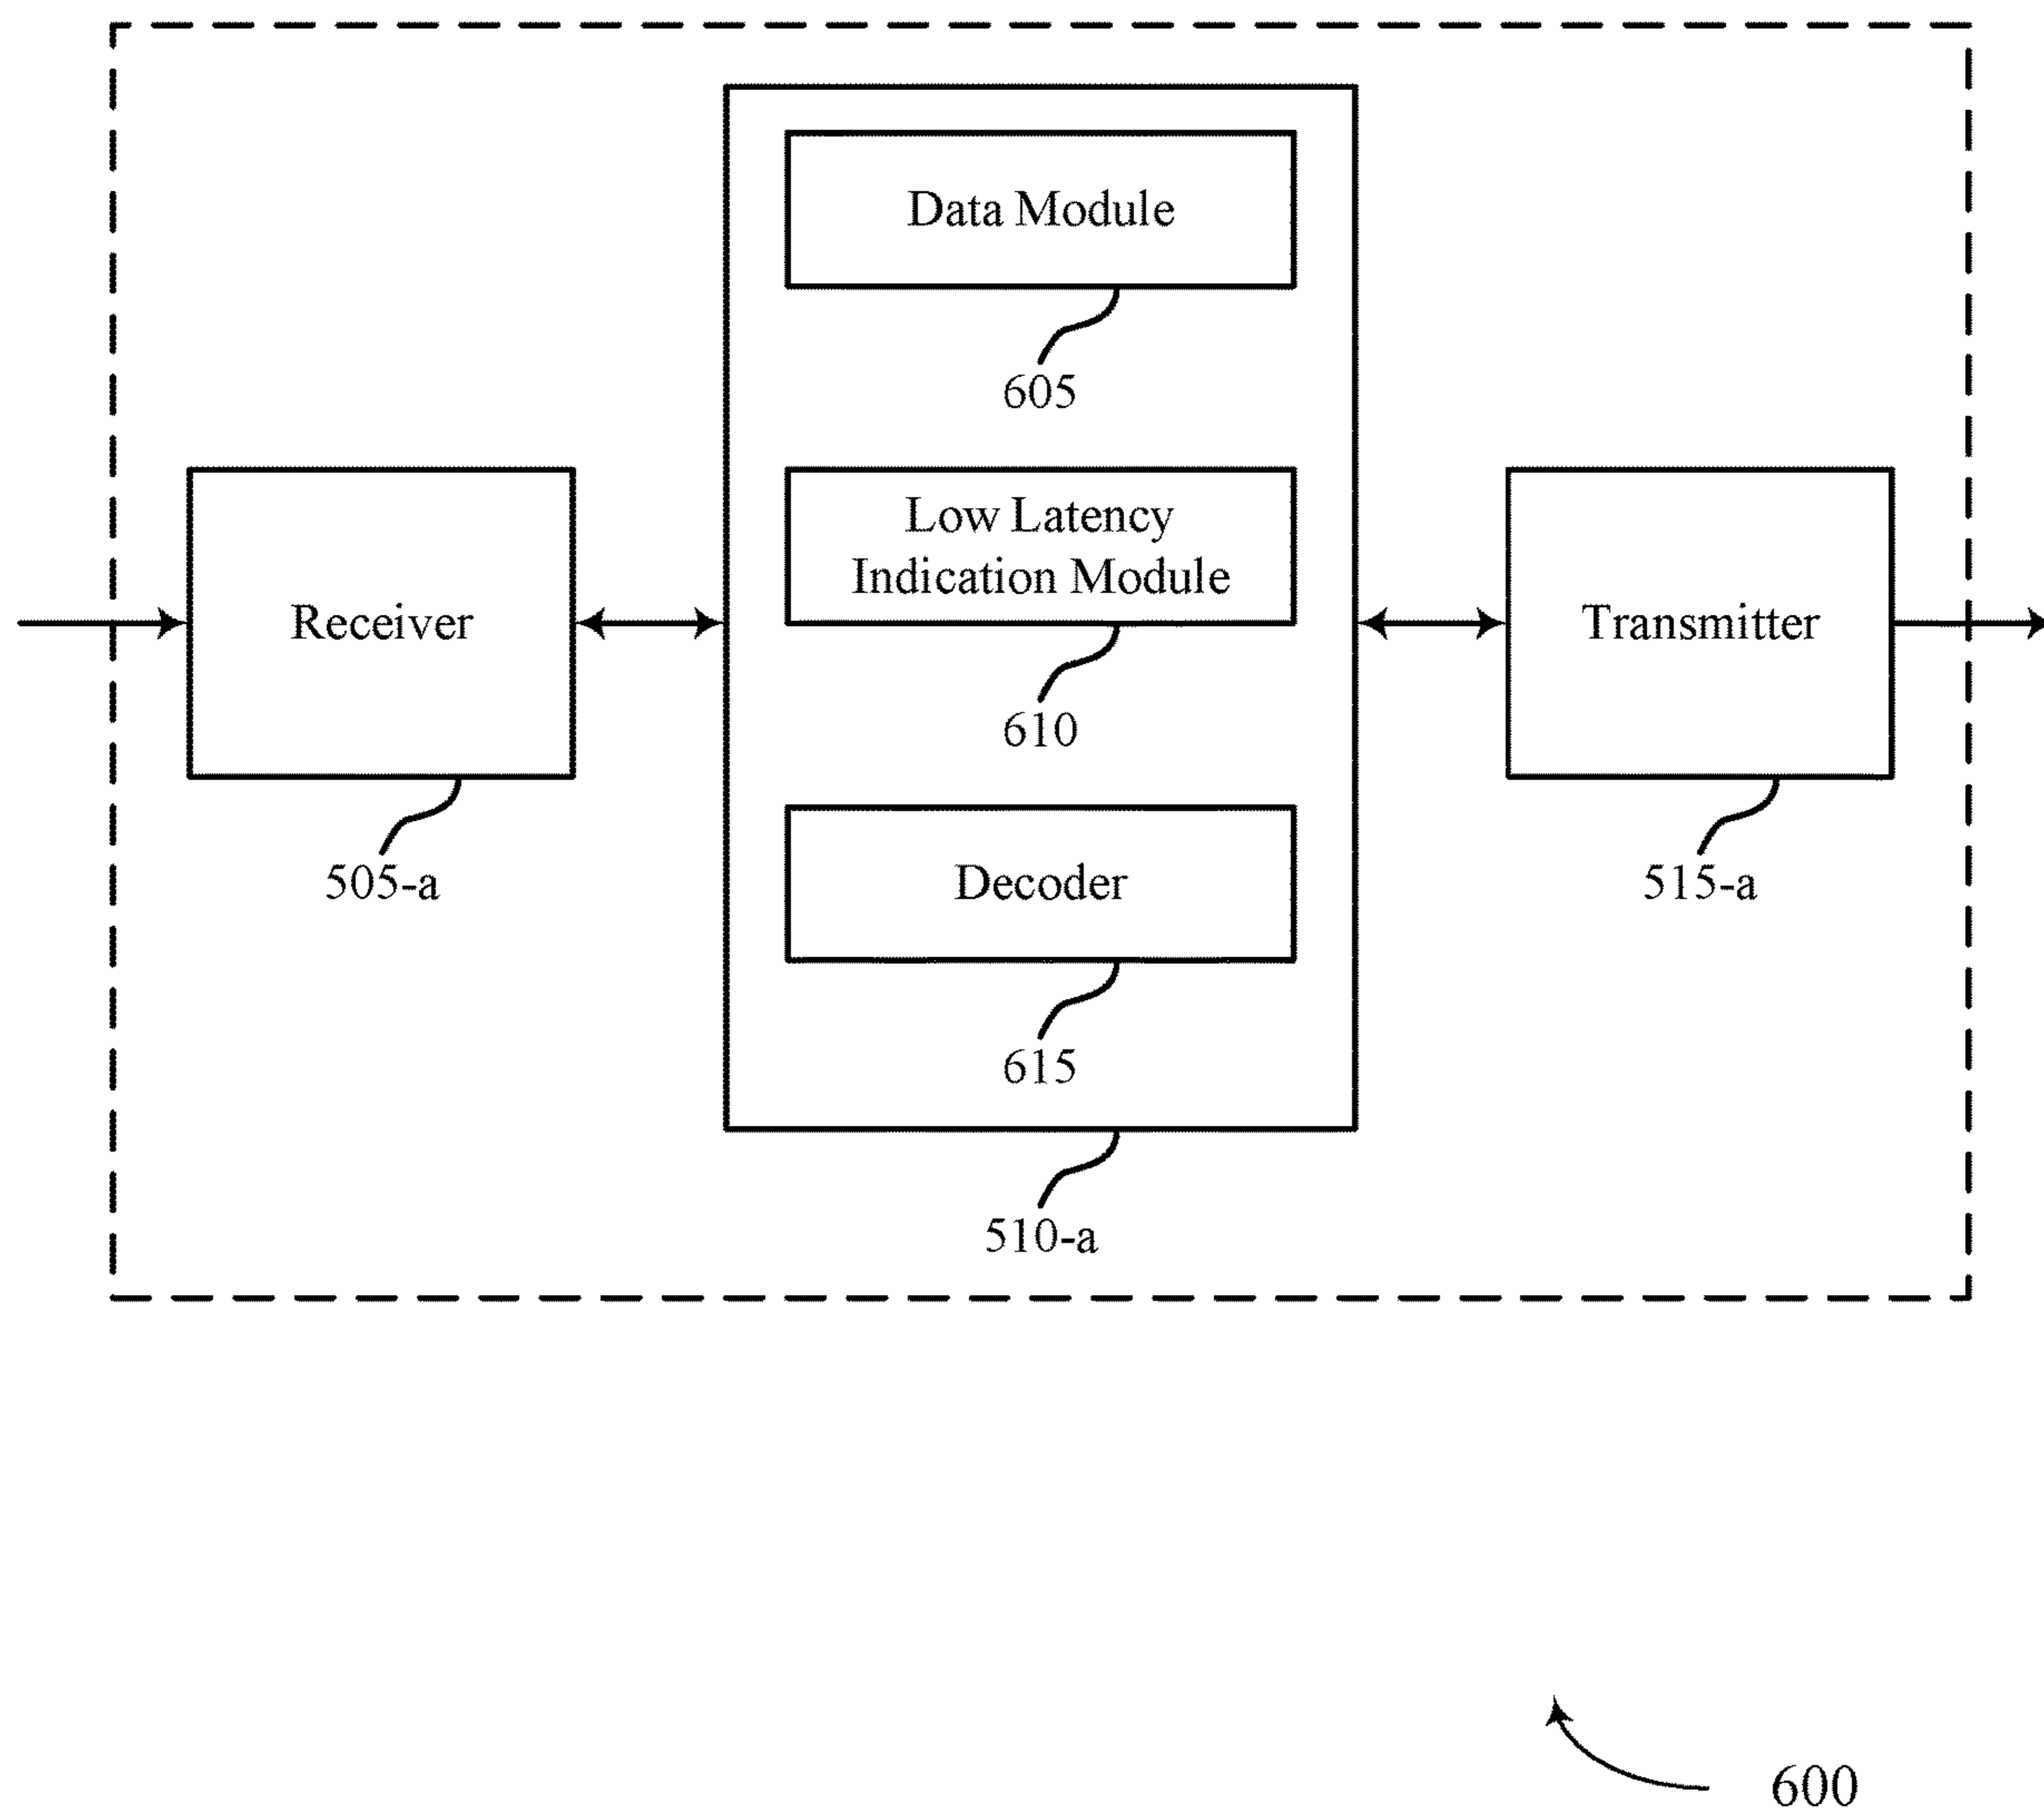 Data Module
605
Low Latency
Indication Module
610
Receiver
505-a
Transmitter
515-a
Decoder
615
510-a
600